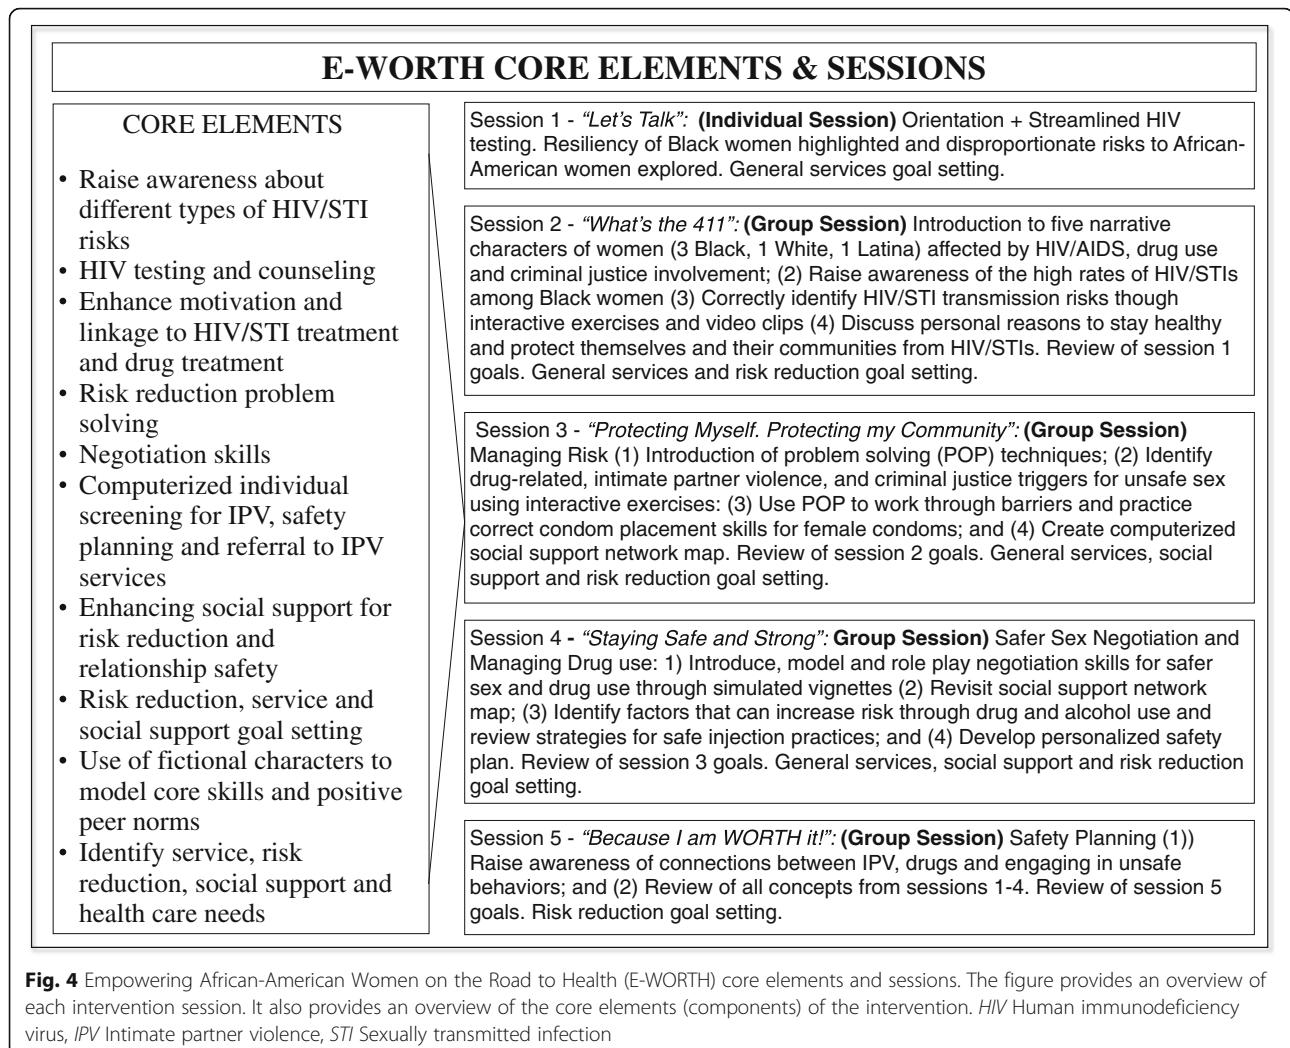 E-WORTH CORE ELEMENTS & SESSIONS
CORE ELEMENTS
• Raise awareness about
different types of HIV/STI
risks
• HIV testing and counseling
• Enhance motivation and
linkage to HIV/STI treatment
and drug treatment
• Risk reduction problem
solving
• Negotiation skills
• Computerized individual
screening for IPV, safety
planning and referral to IPV
services
• Enhancing social support for
risk reduction and
relationship safety
• Risk reduction, service and
social support goal setting
• Use of fictional characters to
model core skills and positive
peer norms
• Identify service, risk
reduction, social support and
health care needs
Session 1 - “Let’s Talk”: (Individual Session) Orientation + Streamlined HIV
testing. Resiliency of Black women highlighted and disproportionate risks to African-
American women explored. General services goal setting.
Session 2 - “What’s the 411”: (Group Session) Introduction to five narrative
characters of women (3 Black, 1 White, 1 Latina) affected by HIV/AIDS, drug use
and criminal justice involvement; (2) Raise awareness of the high rates of HIV/STIs
among Black women (3) Correctly identify HIV/STI transmission risks though
interactive exercises and video clips (4) Discuss personal reasons to stay healthy
and protect themselves and their communities from HIV/STIs. Review of session 1
goals. General services and risk reduction goal setting.
Session 3 - “Protecting Myself. Protecting my Community”: (Group Session)
Managing Risk (1) Introduction of problem solving (POP) techniques; (2) Identify
drug-related, intimate partner violence, and criminal justice triggers for unsafe sex
using interactive exercises: (3) Use POP to work through barriers and practice
correct condom placement skills for female condoms; and (4) Create computerized
social support network map. Review of session 2 goals. General services, social
support and risk reduction goal setting.
Session 4 - “Staying Safe and Strong”: Group Session) Safer Sex Negotiation and
Managing Drug use: 1) Introduce, model and role play negotiation skills for safer
sex and drug use through simulated vignettes (2) Revisit social support network
map; (3) Identify factors that can increase risk through drug and alcohol use and
review strategies for safe injection practices; and (4) Develop personalized safety
plan. Review of session 3 goals. General services, social support and risk reduction
goal setting.
Session 5 - “Because I am WORTH it!”: (Group Session) Safety Planning (1))
Raise awareness of connections between IPV, drugs and engaging in unsafe
behaviors; and (2) Review of all concepts from sessions 1-4. Review of session 5
goals. Risk reduction goal setting.
Fig. 4 Empowering African-American Women on the Road to Health (E-WORTH) core elements and sessions. The figure provides an overview of
each intervention session. It also provides an overview of the core elements (components) of the intervention. HIV Human immunodeficiency
virus, IPV Intimate partner violence, STI Sexually transmitted infection